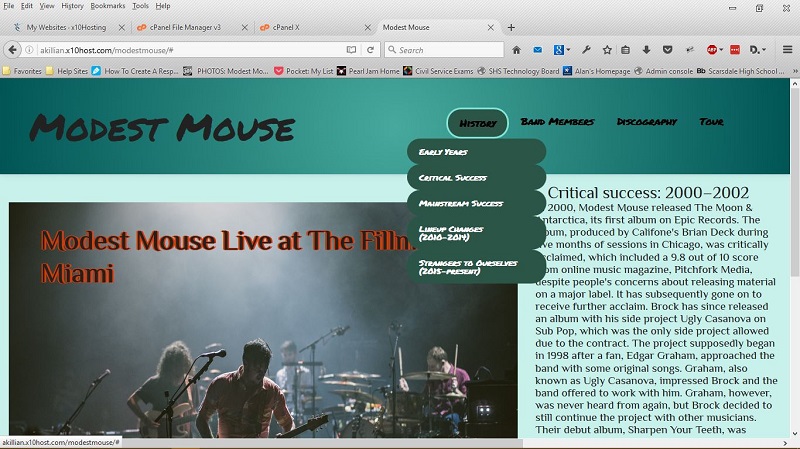 File Edit View History Bookmarks Tools Help
My Websites - x10Hosting
cPanel File Manager v3
cPanel X
Modest Mouse
akillian.x10host.com/modestmouse/#
Search
Favorites
Help Sites
How To Create A Resp...
PHOTOS: Modest Mo...
Pocket: My List
Pearl Jam Home
Civil Service Exams
SHS Technology Board
Alan's Homepage
Admin console
Scarsdale High School ...
Modest Mouse
History
Band Members
Discography
Tour
Early Years
Critical Success
Mainstream Success
Lineup Changes
(2010-2014)
Strangers to Ourselves
(2015-present)
Modest Mouse Live at The Fillm
Miami
Critical success: 2000–2002
2000, Modest Mouse released The Moon &
ntarctica, its first album on Epic Records. The
bum, produced by Califone's Brian Deck during
ve months of sessions in Chicago, was critically
cclaimed, which included a 9.8 out of 10 score
om online music magazine, Pitchfork Media,
despite people's concerns about releasing material
on a major label. It has subsequently gone on to
receive further acclaim. Brock has since released
an album with his side project Ugly Casanova on
Sub Pop, which was the only side project allowed
due to the contract. The project supposedly began
in 1998 after a fan, Edgar Graham, approached the
band with some original songs. Graham, also
known as Ugly Casanova, impressed Brock and the
band offered to work with him. Graham, however,
was never heard from again, but Brock decided to
still continue the project with other musicians.
Their debut album, Sharpen Your Teeth, was
akillian.x10host.com/modestmouse/#